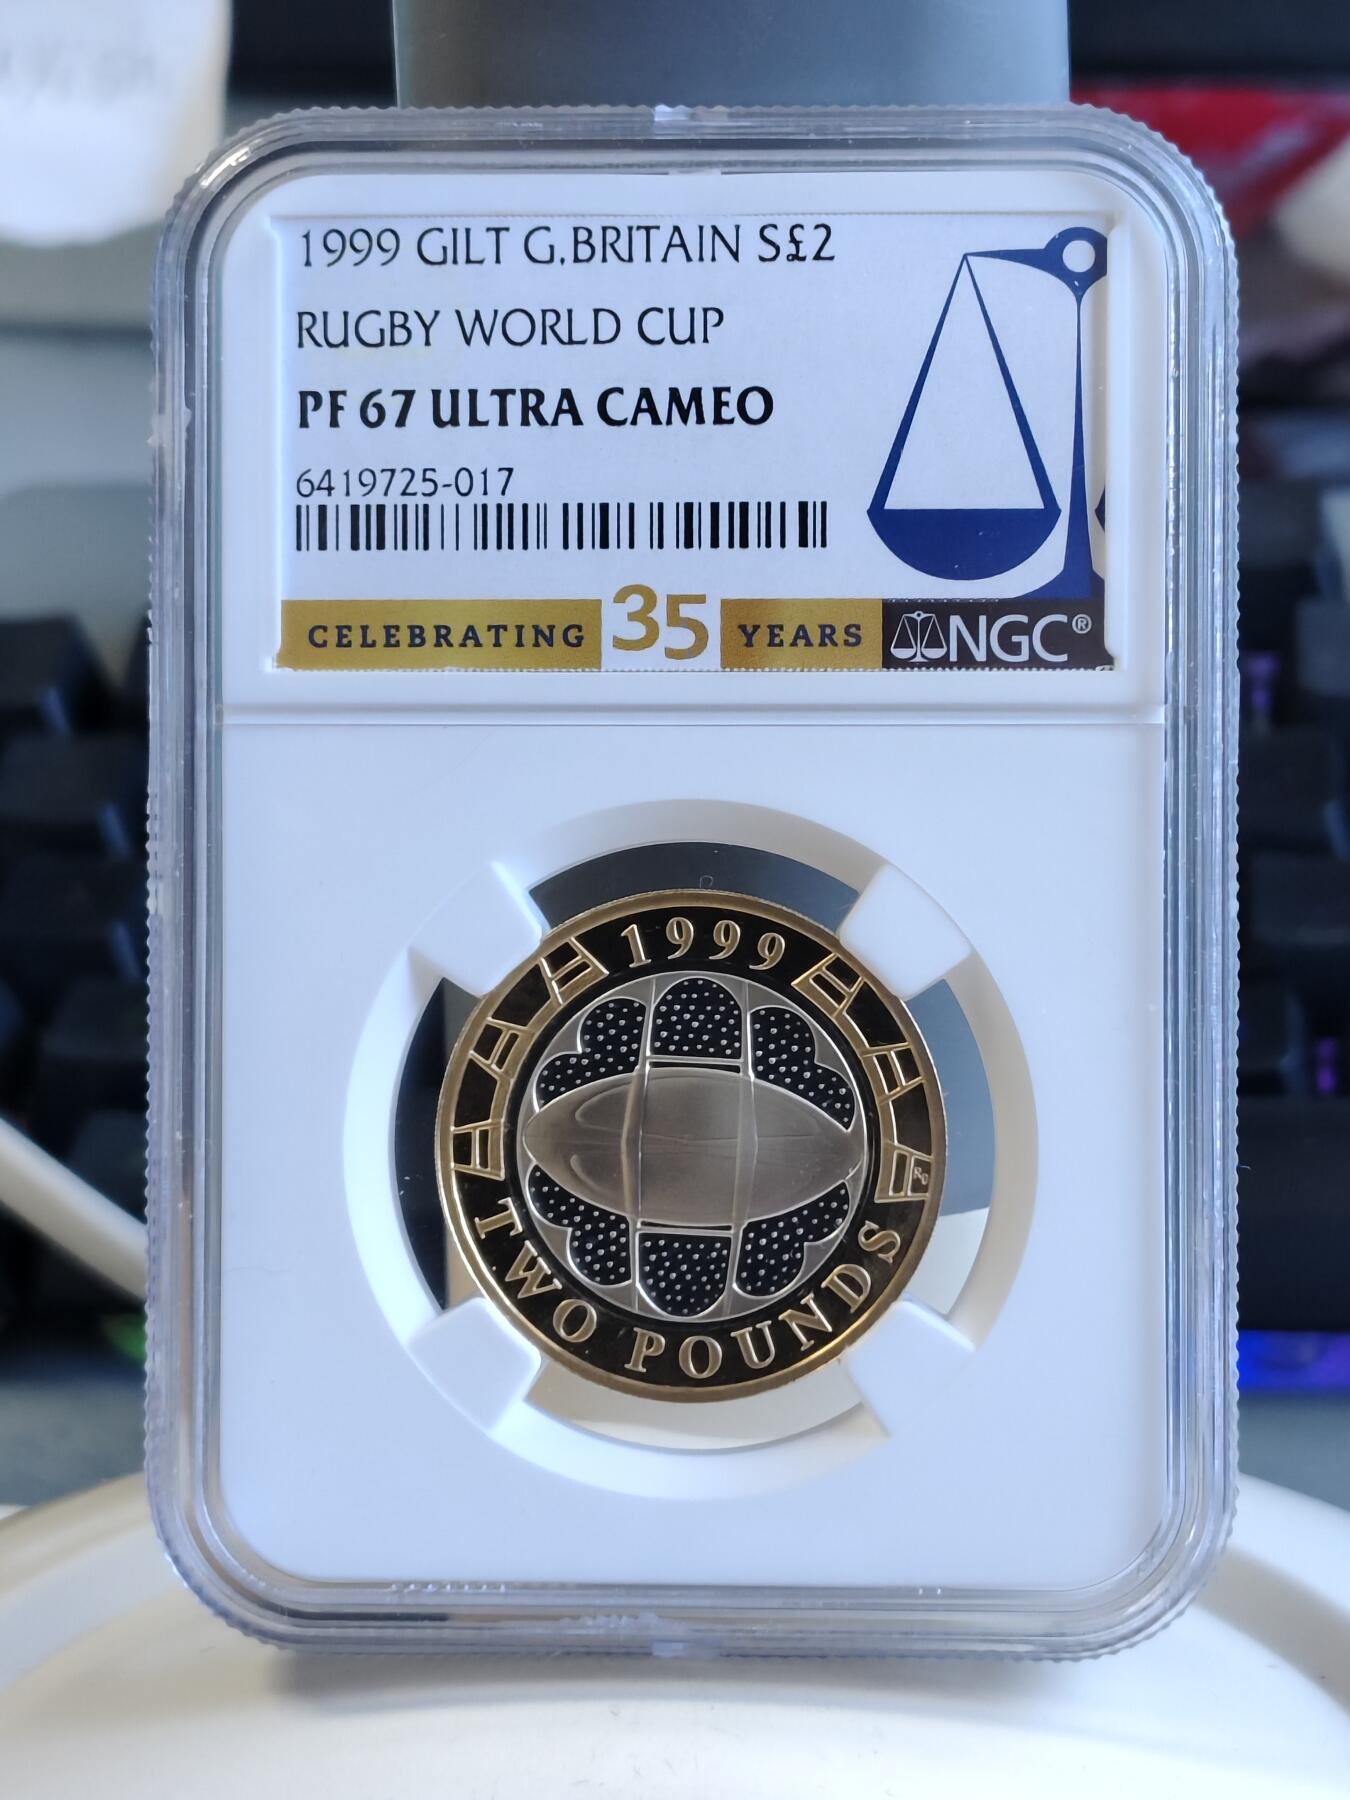 1999 GILT G.BRITAIN S£2
RUGBY WORLD CUP
PF 67 ULTRA CAMEO
6419725-017
CELEBRATING 35 YEARS NGC®
1999
TWO POUNDS